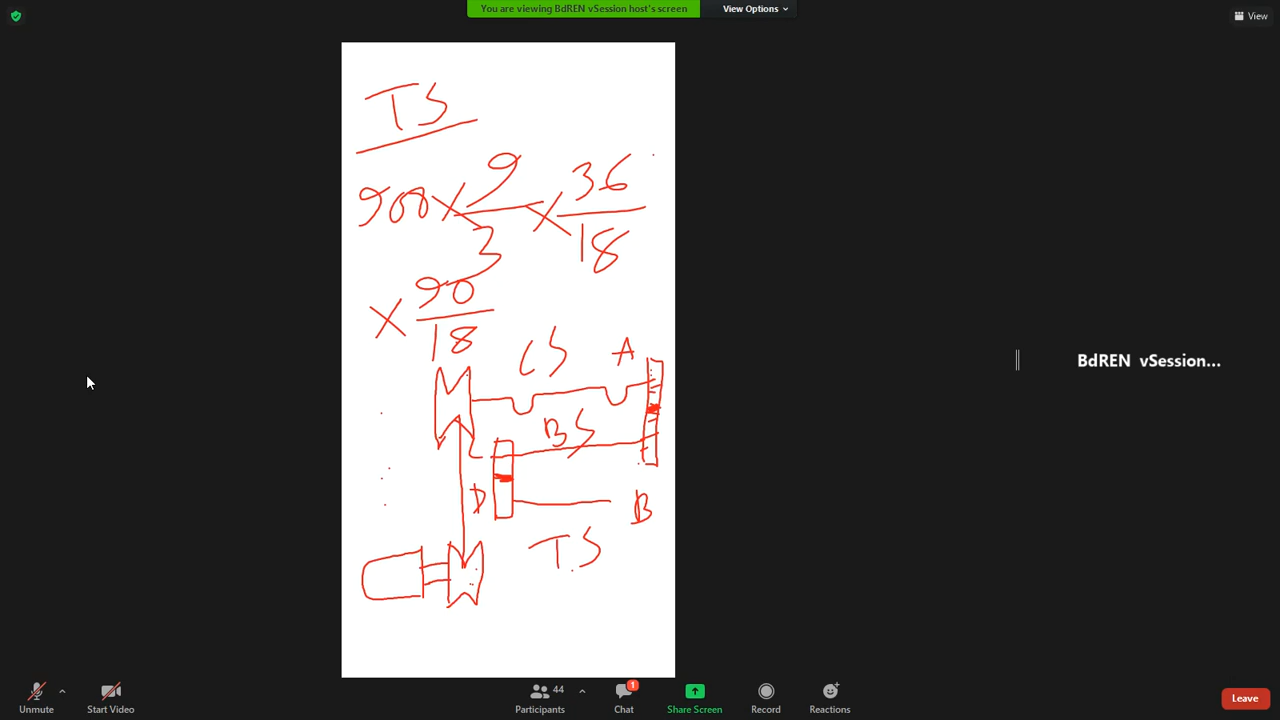 You are viewing BdREN vSession host's screen
View Options
View
TS
900 × 9/3 × 36/18
× 90/18
CS
A
BS
D
B
TS
BdREN vSession...
Unmute
Start Video
44
Participants
1
Chat
Share Screen
Record
Reactions
Leave